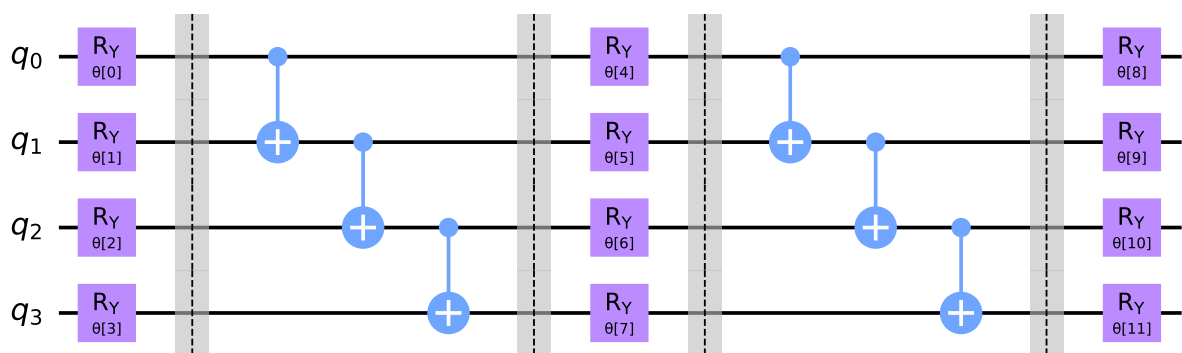 q0 RY RY RY
θ[0] θ[4] θ[8]
q1 RY RY RY
θ[1] θ[5] θ[9]
q2 RY RY RY
θ[2] θ[6] θ[10]
q3 RY RY RY
θ[3] θ[7] θ[11]